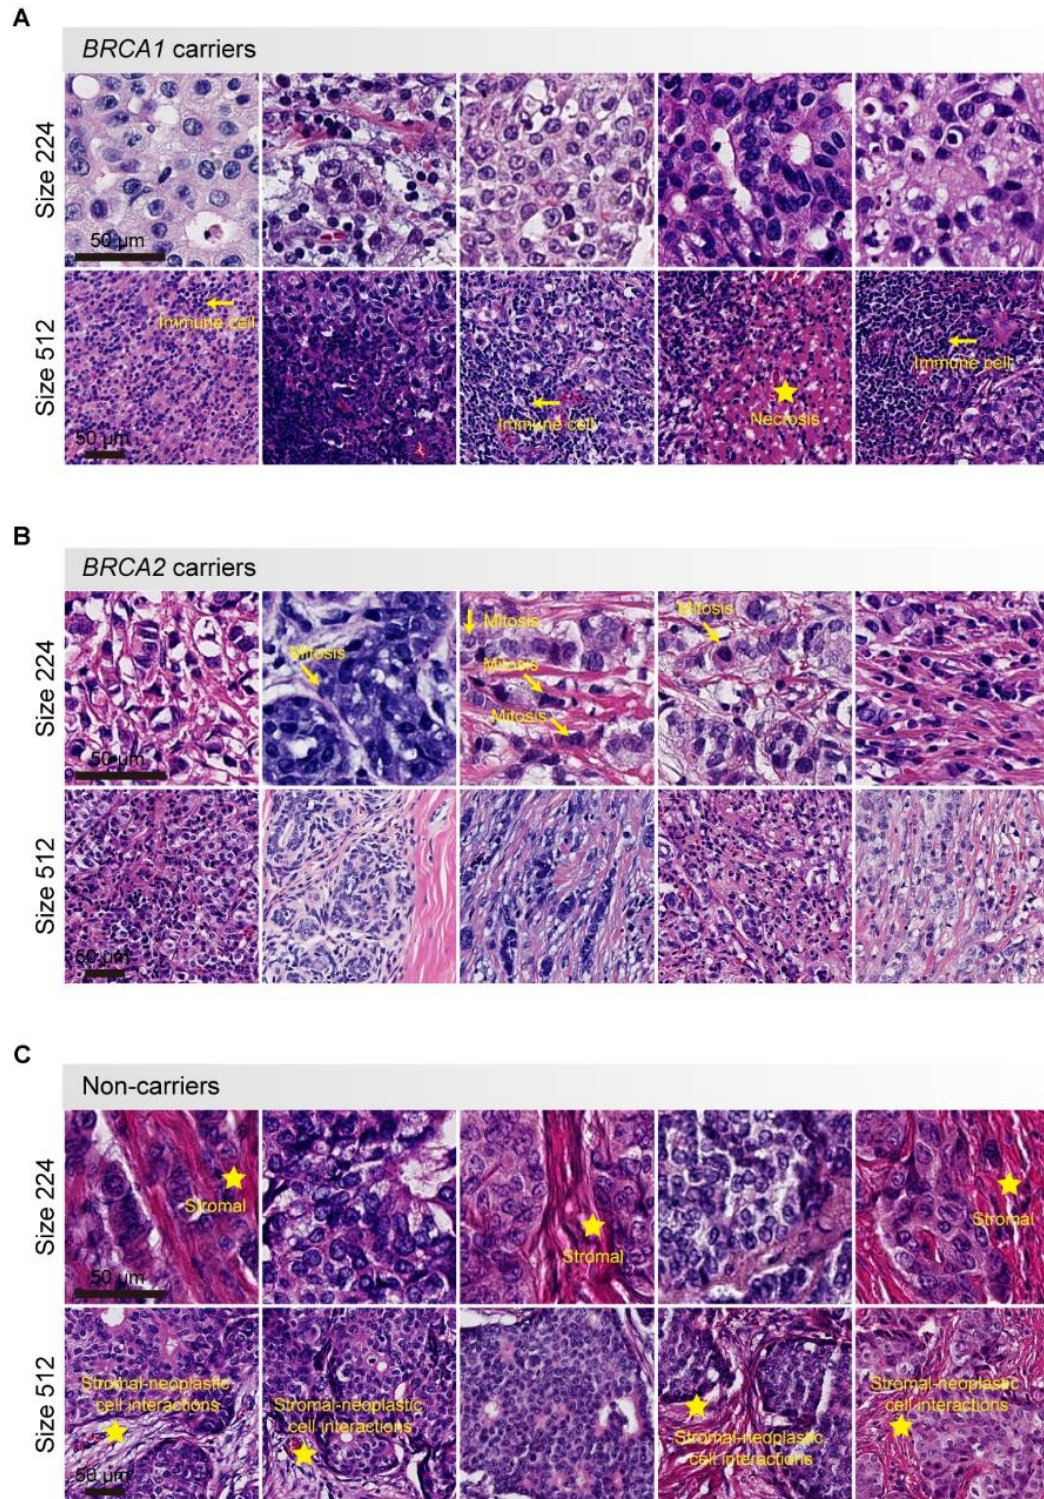 A
BRCA1 carriers
Size 224
50 µm
Size 512
Immune cell
Immune cell
Necrosis
Immune cell
50 µm
B
BRCA2 carriers
Size 224
Mitosis
Mitosis
Mitosis
Mitosis
Mitosis
50 µm
Size 512
50 µm
C
Non-carriers
Size 224
Stromal
Stromal
Stromal
50 µm
Size 512
Stromal-neoplastic
cell interactions
Stromal-neoplastic
cell interactions
Stromal-neoplastic
cell interactions
Stromal-neoplastic
cell interactions
50 µm